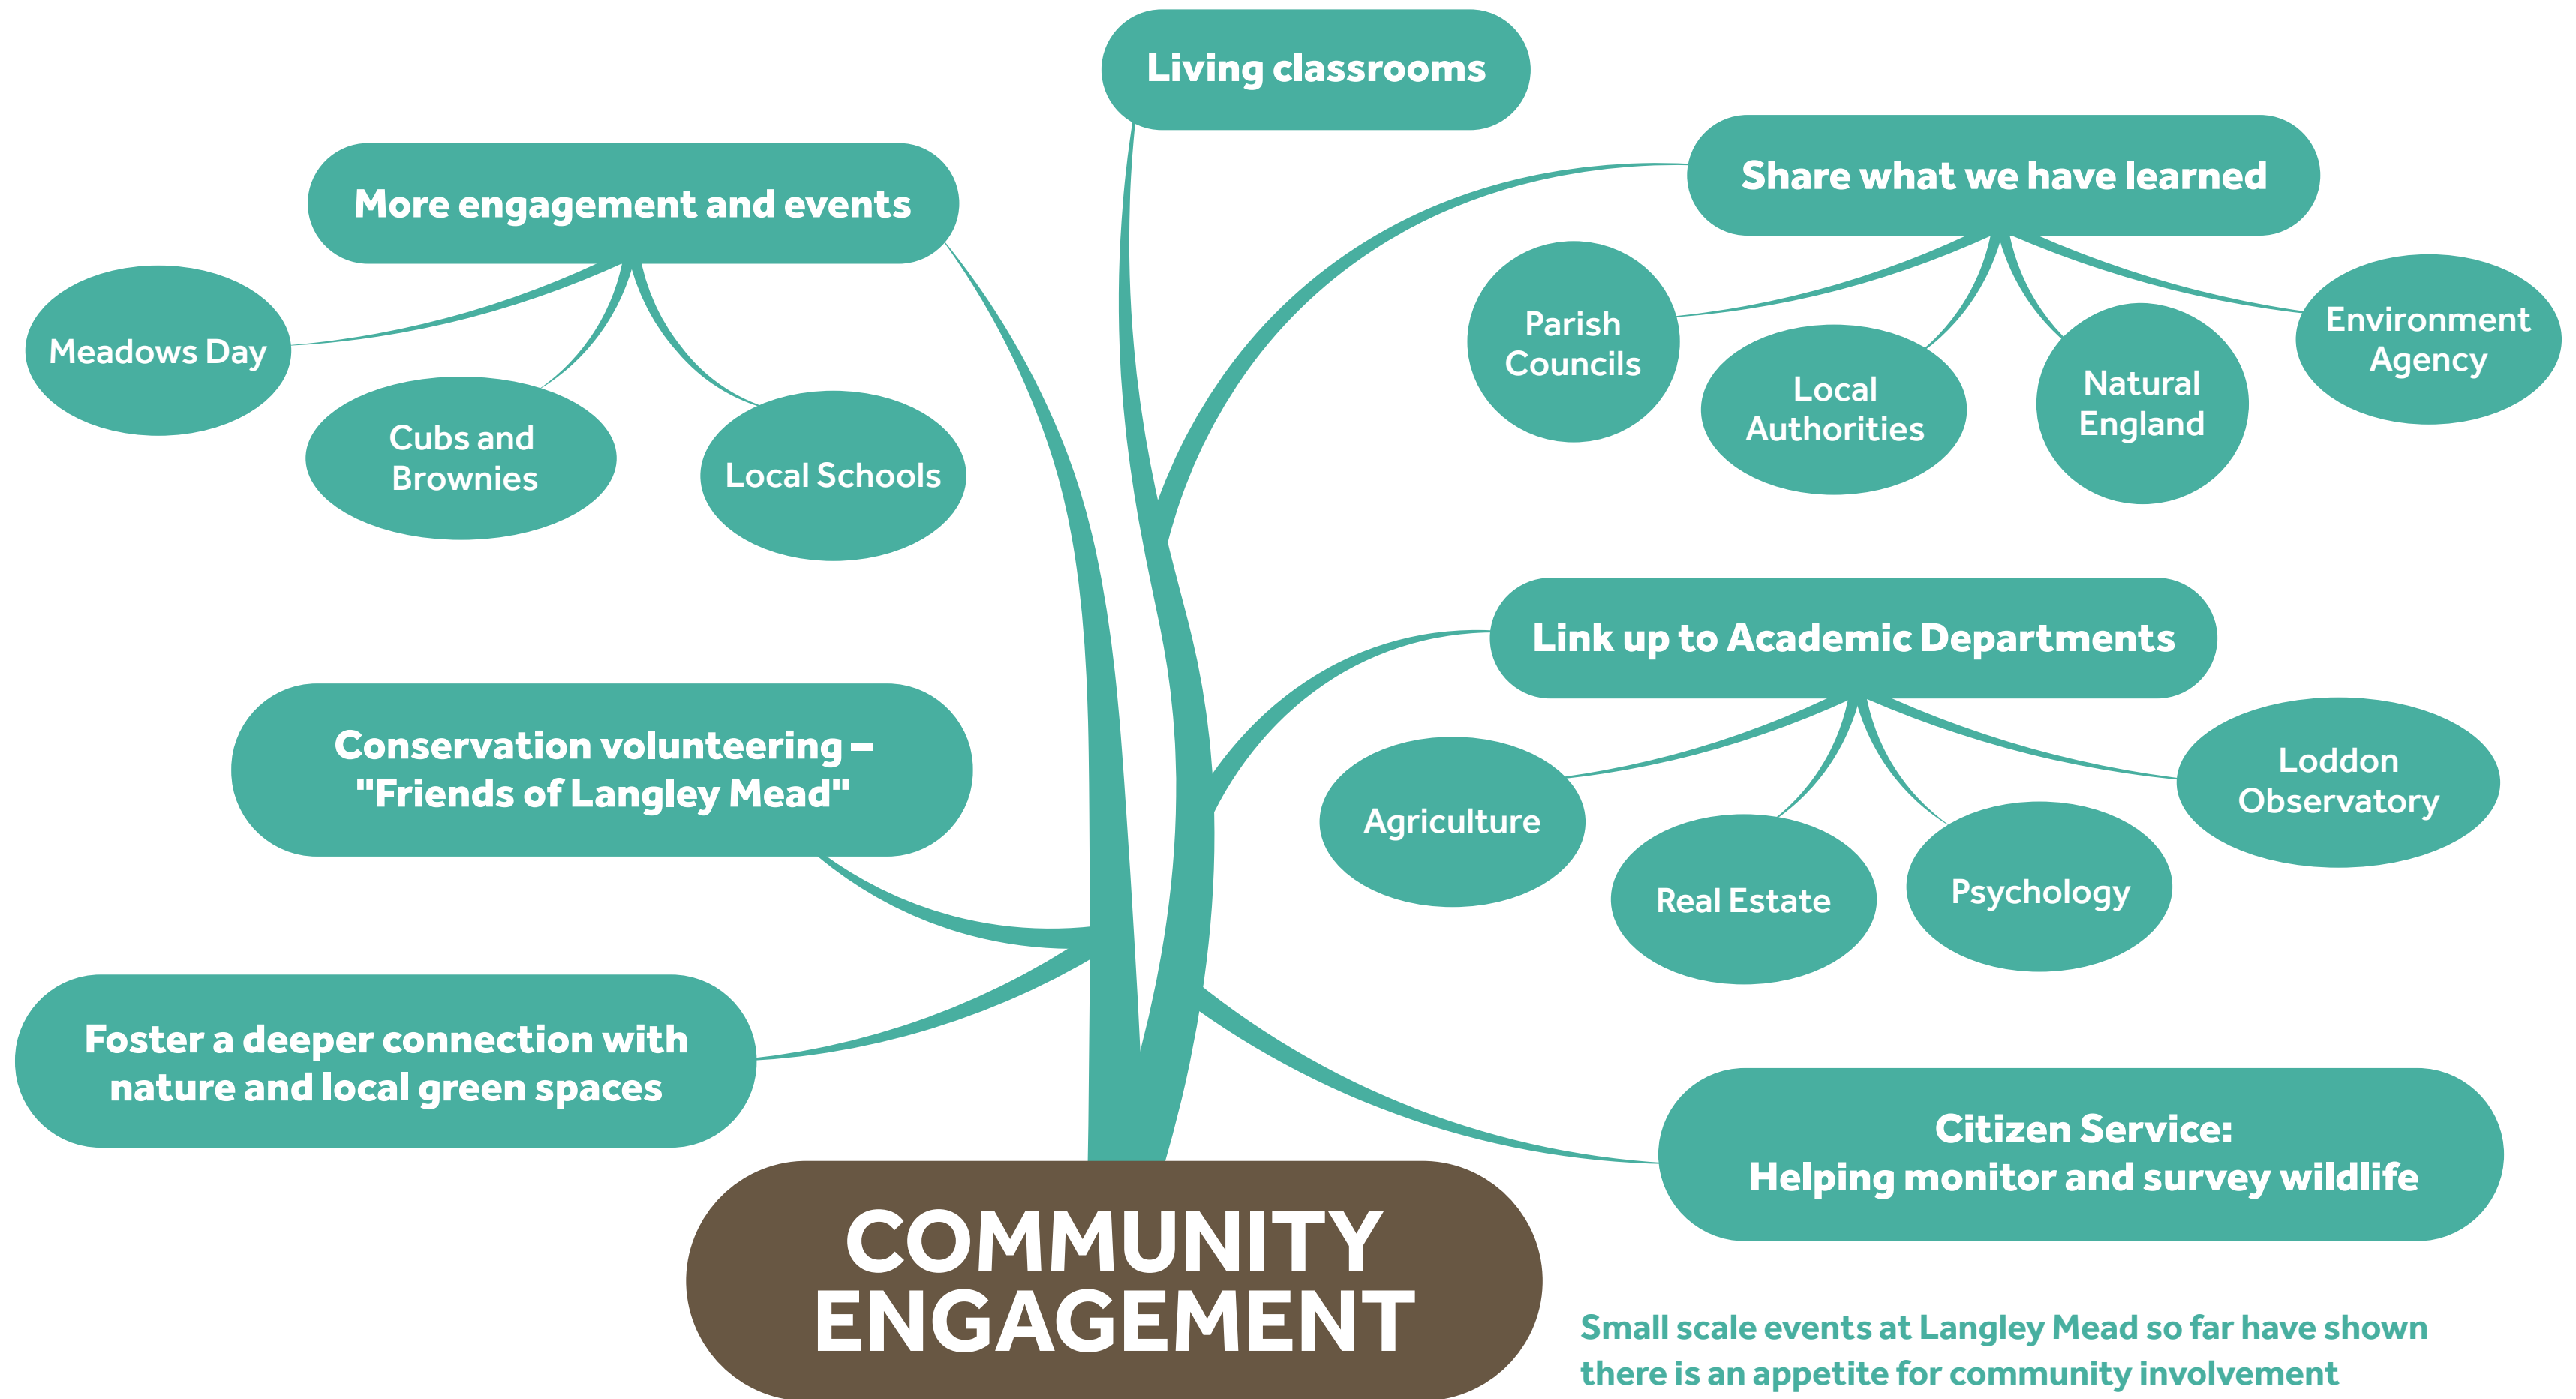 Living classrooms
More engagement and events
Meadows Day
Cubs and
Brownies
Local Schools
Share what we have learned
Parish
Councils
Local
Authorities
Natural
England
Environment
Agency
Link up to Academic Departments
Agriculture
Real Estate
Psychology
Loddon
Observatory
Conservation volunteering –
"Friends of Langley Mead"
Foster a deeper connection with
nature and local green spaces
Citizen Service:
Helping monitor and survey wildlife
COMMUNITY
ENGAGEMENT
Small scale events at Langley Mead so far have shown
there is an appetite for community involvement